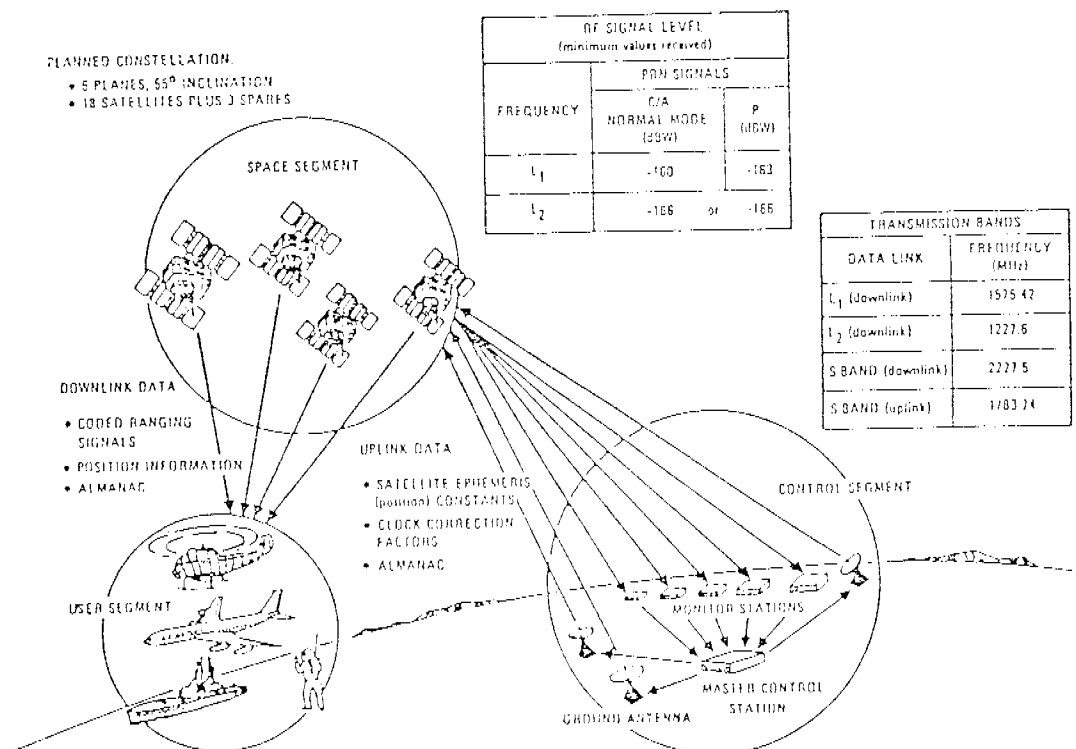 PLANNED CONSTELLATION:
• 6 PLANES, 55° INCLINATION
• 18 SATELLITES PLUS 3 SPARES
RF SIGNAL LEVEL
(minimum values received)
FREQUENCY
PRN SIGNALS
C/A
NORMAL MODE
(dBW)
P
(dBW)
L1
-160
-163
L2
-166 or -166
SPACE SEGMENT
TRANSMISSION BANDS
DATA LINK
FREQUENCY
(MHz)
L1 (downlink)
1575.42
L2 (downlink)
1227.6
S BAND (downlink)
2227.5
S BAND (uplink)
1783.74
DOWNLINK DATA
• CODED RANGING
SIGNALS
• POSITION INFORMATION
• ALMANAC
UPLINK DATA
• SATELLITE EPHEMERIS
(position) CONSTANTS
• CLOCK CORRECTION
FACTORS
• ALMANAC
CONTROL SEGMENT
USER SEGMENT
MONITOR STATIONS
MASTER CONTROL
STATION
GROUND ANTENNA